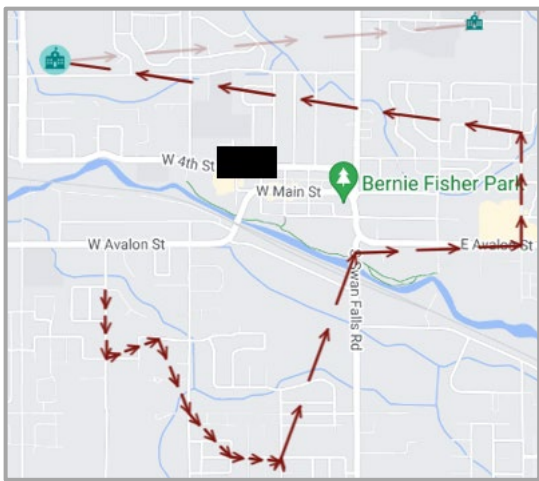 W 4th St
W Main St
Bernie Fisher Park
W Avalon St
E Avalon St
Swan Falls Rd